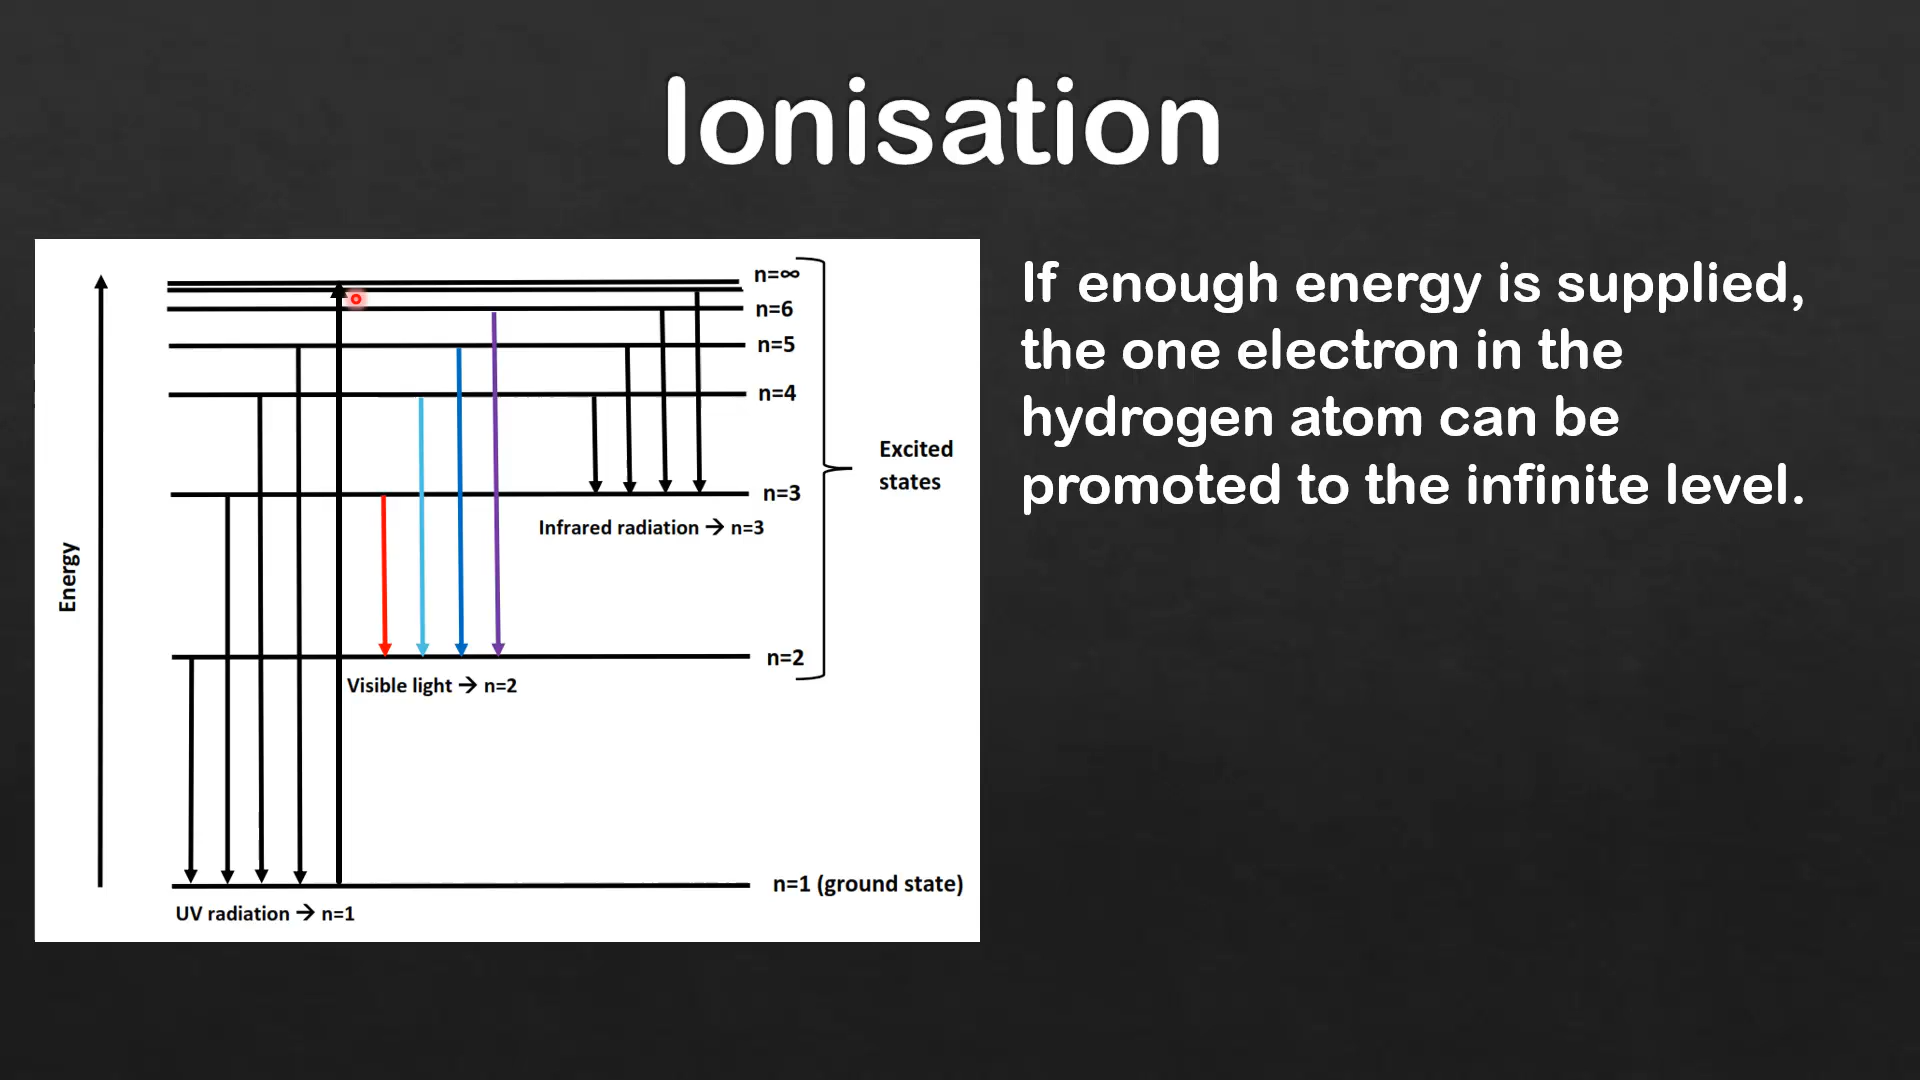 Ionisation
If enough energy is supplied,
the one electron in the
hydrogen atom can be
promoted to the infinite level.
n=∞
n=6
n=5
n=4
Excited
states
n=3
Infrared radiation → n=3
Energy
n=2
Visible light → n=2
n=1 (ground state)
UV radiation → n=1